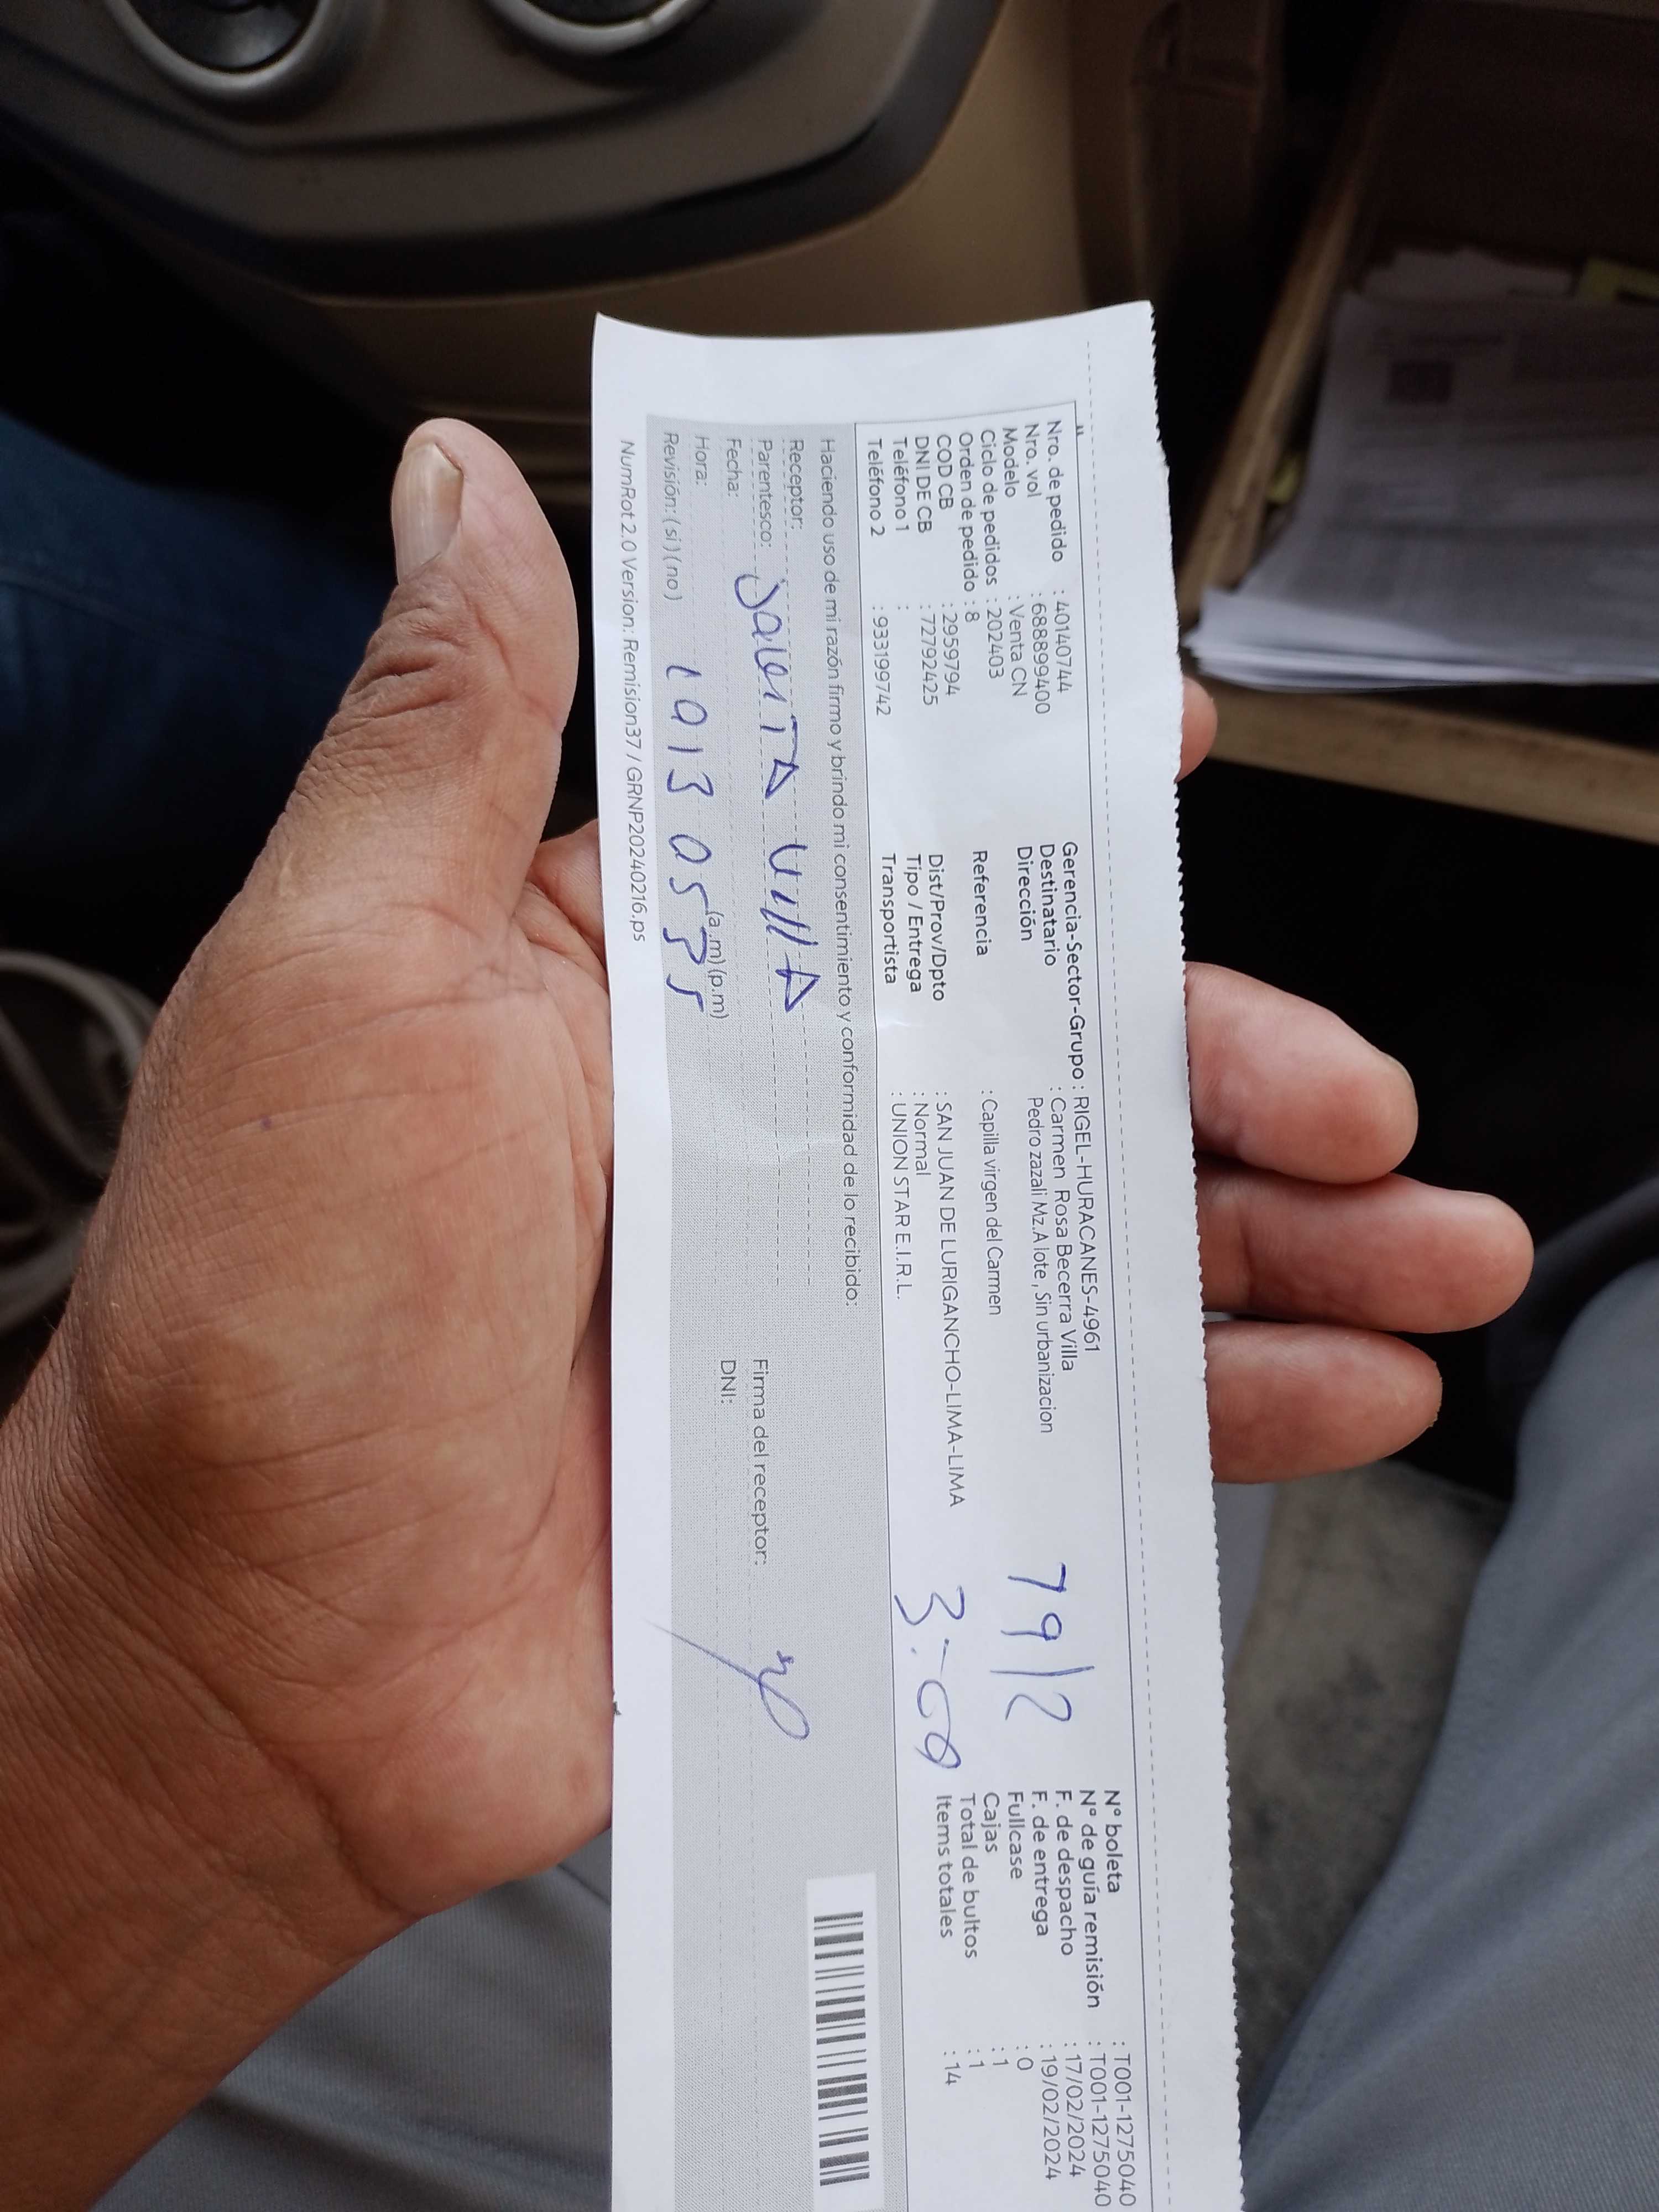 Nro. de pedido : 40140744
Nro. vol : 688899400
Modelo : Venta CN
Ciclo de pedidos : 202403
Orden de pedido : 8
COD CB : 2959794
DNI DE CB : 72792425
Teléfono 1 :
Teléfono 2 : 933199742
Gerencia-Sector-Grupo : RIGEL-HURACANES-4961
Destinatario : Carmen Rosa Becerra Villa
Dirección Pedro zazali Mz.A lote , Sin urbanizacion
Referencia : Capilla virgen del Carmen
Dist/Prov/Dpto : SAN JUAN DE LURIGANCHO-LIMA-LIMA
Tipo / Entrega : Normal
Transportista : UNION STAR E.I.R.L.
79/2
3:00
N° boleta : T001-1275040
N° de guía remisión : T001-1275040
F. de despacho : 17/02/2024
F. de entrega : 19/02/2024
Fullcase : 0
Cajas : 1
Total de bultos : 1
Items totales : 14
Haciendo uso de mi razón firmo y brindo mi consentimiento y conformidad de lo recibido:
Receptor:
Parentesco: VillA
Fecha:
Hora: (a.m) (p.m)
Revisión: (si) (no)
Firma del receptor:
DNI:
NumRot 2.0 Version: Remision37 / GRNP20240216.ps